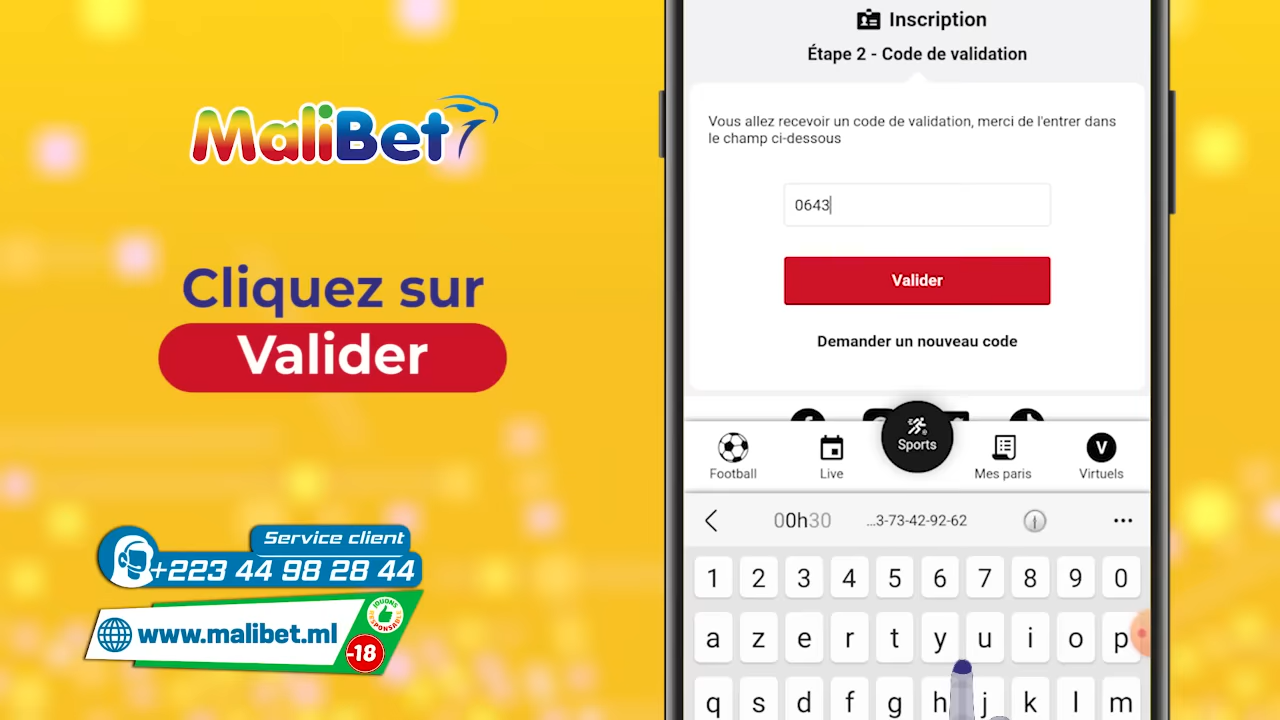 MaliBet
Cliquez sur
Valider
Service client
+223 44 98 28 44
www.malibet.ml
JOUONS
RESPONSABLE
-18
Inscription
Étape 2 - Code de validation
Vous allez recevoir un code de validation, merci de l'entrer dans
le champ ci-dessous
0643
Valider
Demander un nouveau code
Football
Live
Sports
Mes paris
V
Virtuels
00h30
...3-73-42-92-62
1 2 3 4 5 6 7 8 9 0
a z e r t y u i o p
q s d f g h j k l m